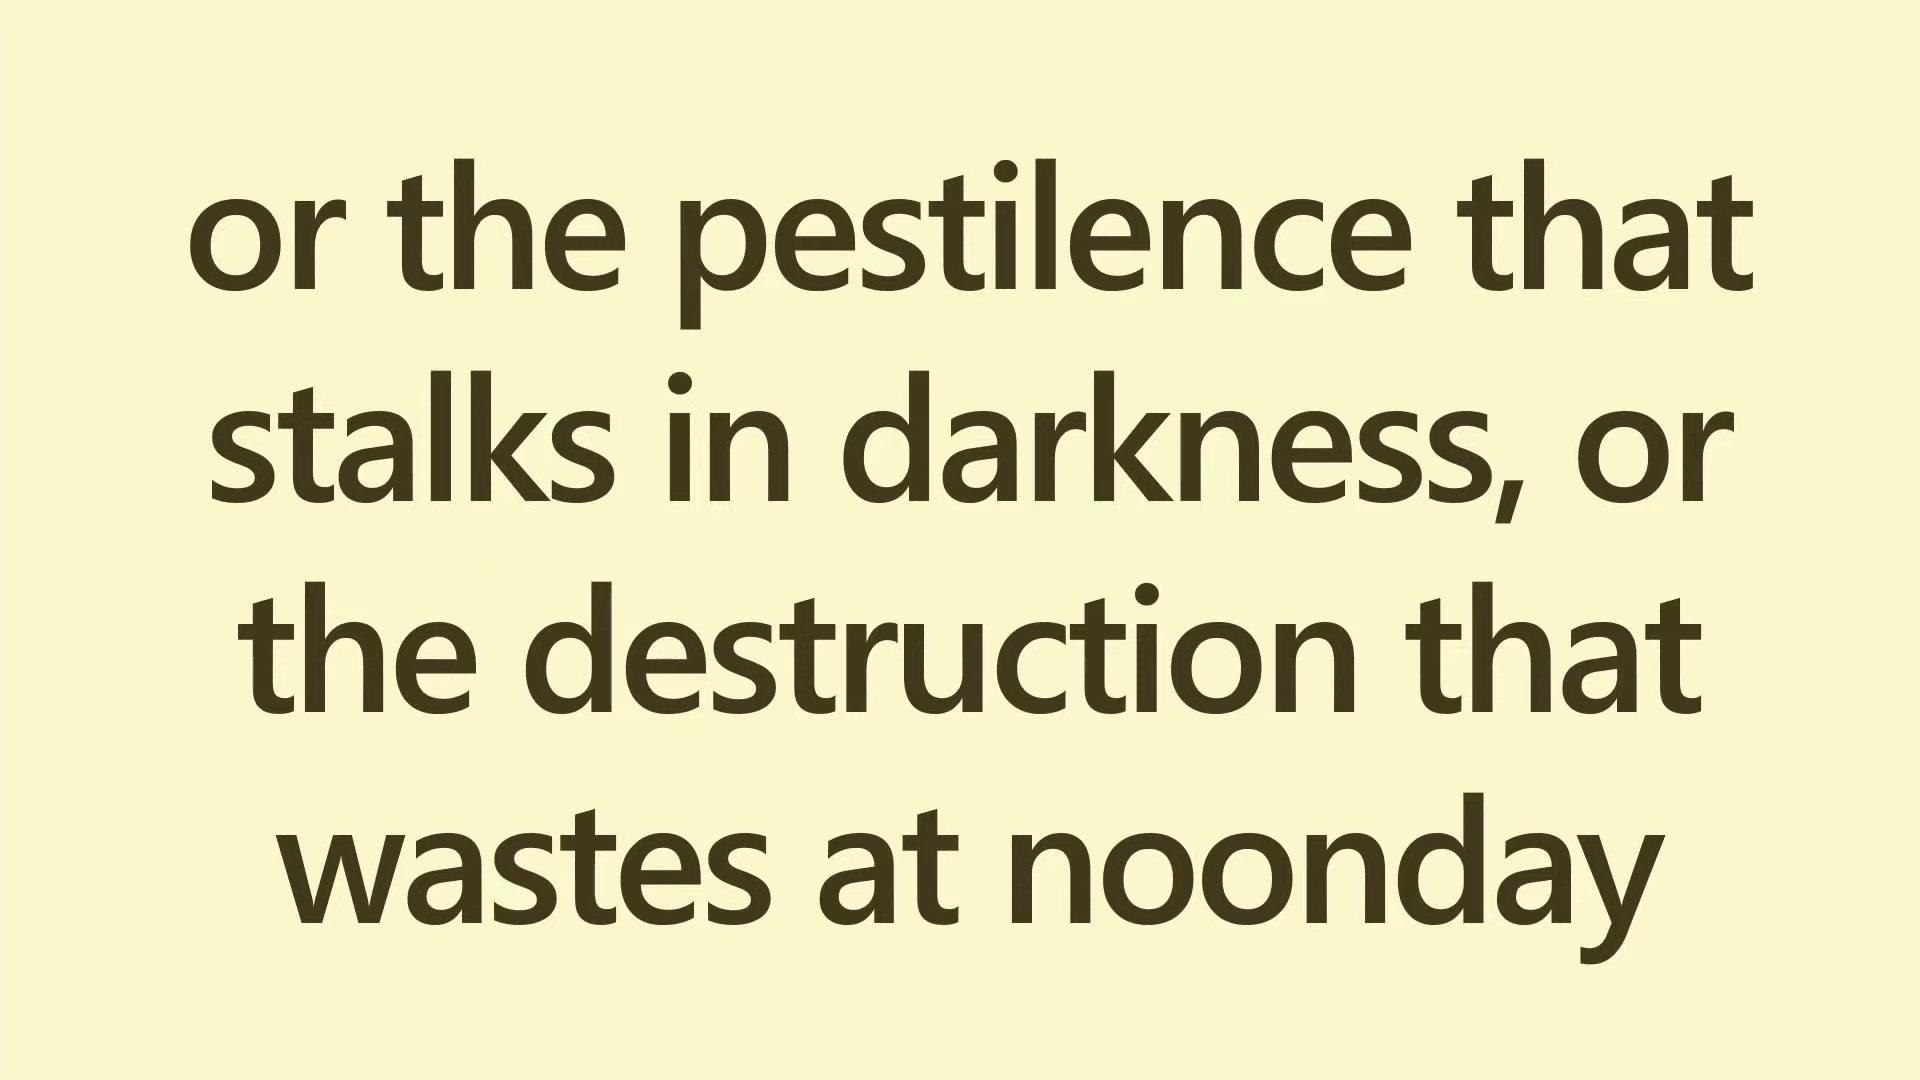 or the pestilence that
stalks in darkness, or
the destruction that
wastes at noonday